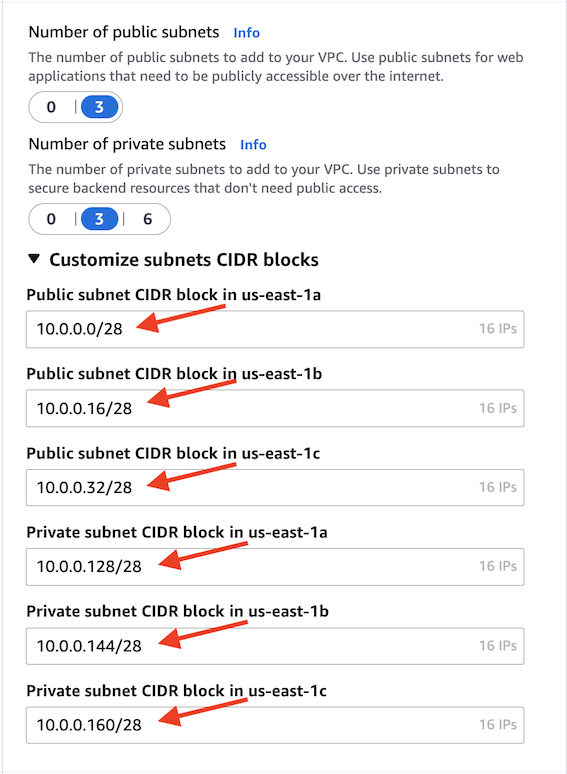 Number of public subnets Info
The number of public subnets to add to your VPC. Use public subnets for web
applications that need to be publicly accessible over the internet.
0 3
Number of private subnets Info
The number of private subnets to add to your VPC. Use private subnets to
secure backend resources that don't need public access.
0 3 6
Customize subnets CIDR blocks
Public subnet CIDR block in us-east-1a
10.0.0.0/28 16 IPs
Public subnet CIDR block in us-east-1b
10.0.0.16/28 16 IPs
Public subnet CIDR block in us-east-1c
10.0.0.32/28 16 IPs
Private subnet CIDR block in us-east-1a
10.0.0.128/28 16 IPs
Private subnet CIDR block in us-east-1b
10.0.0.144/28 16 IPs
Private subnet CIDR block in us-east-1c
10.0.0.160/28 16 IPs